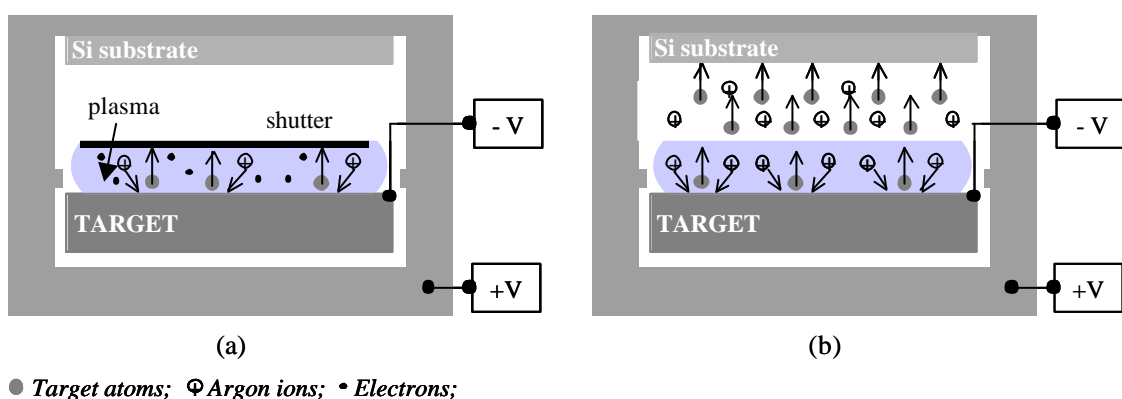 Si substrate
plasma
shutter
- V
TARGET
+V
(a)
Si substrate
- V
TARGET
+V
(b)
Target atoms; Argon ions; Electrons;